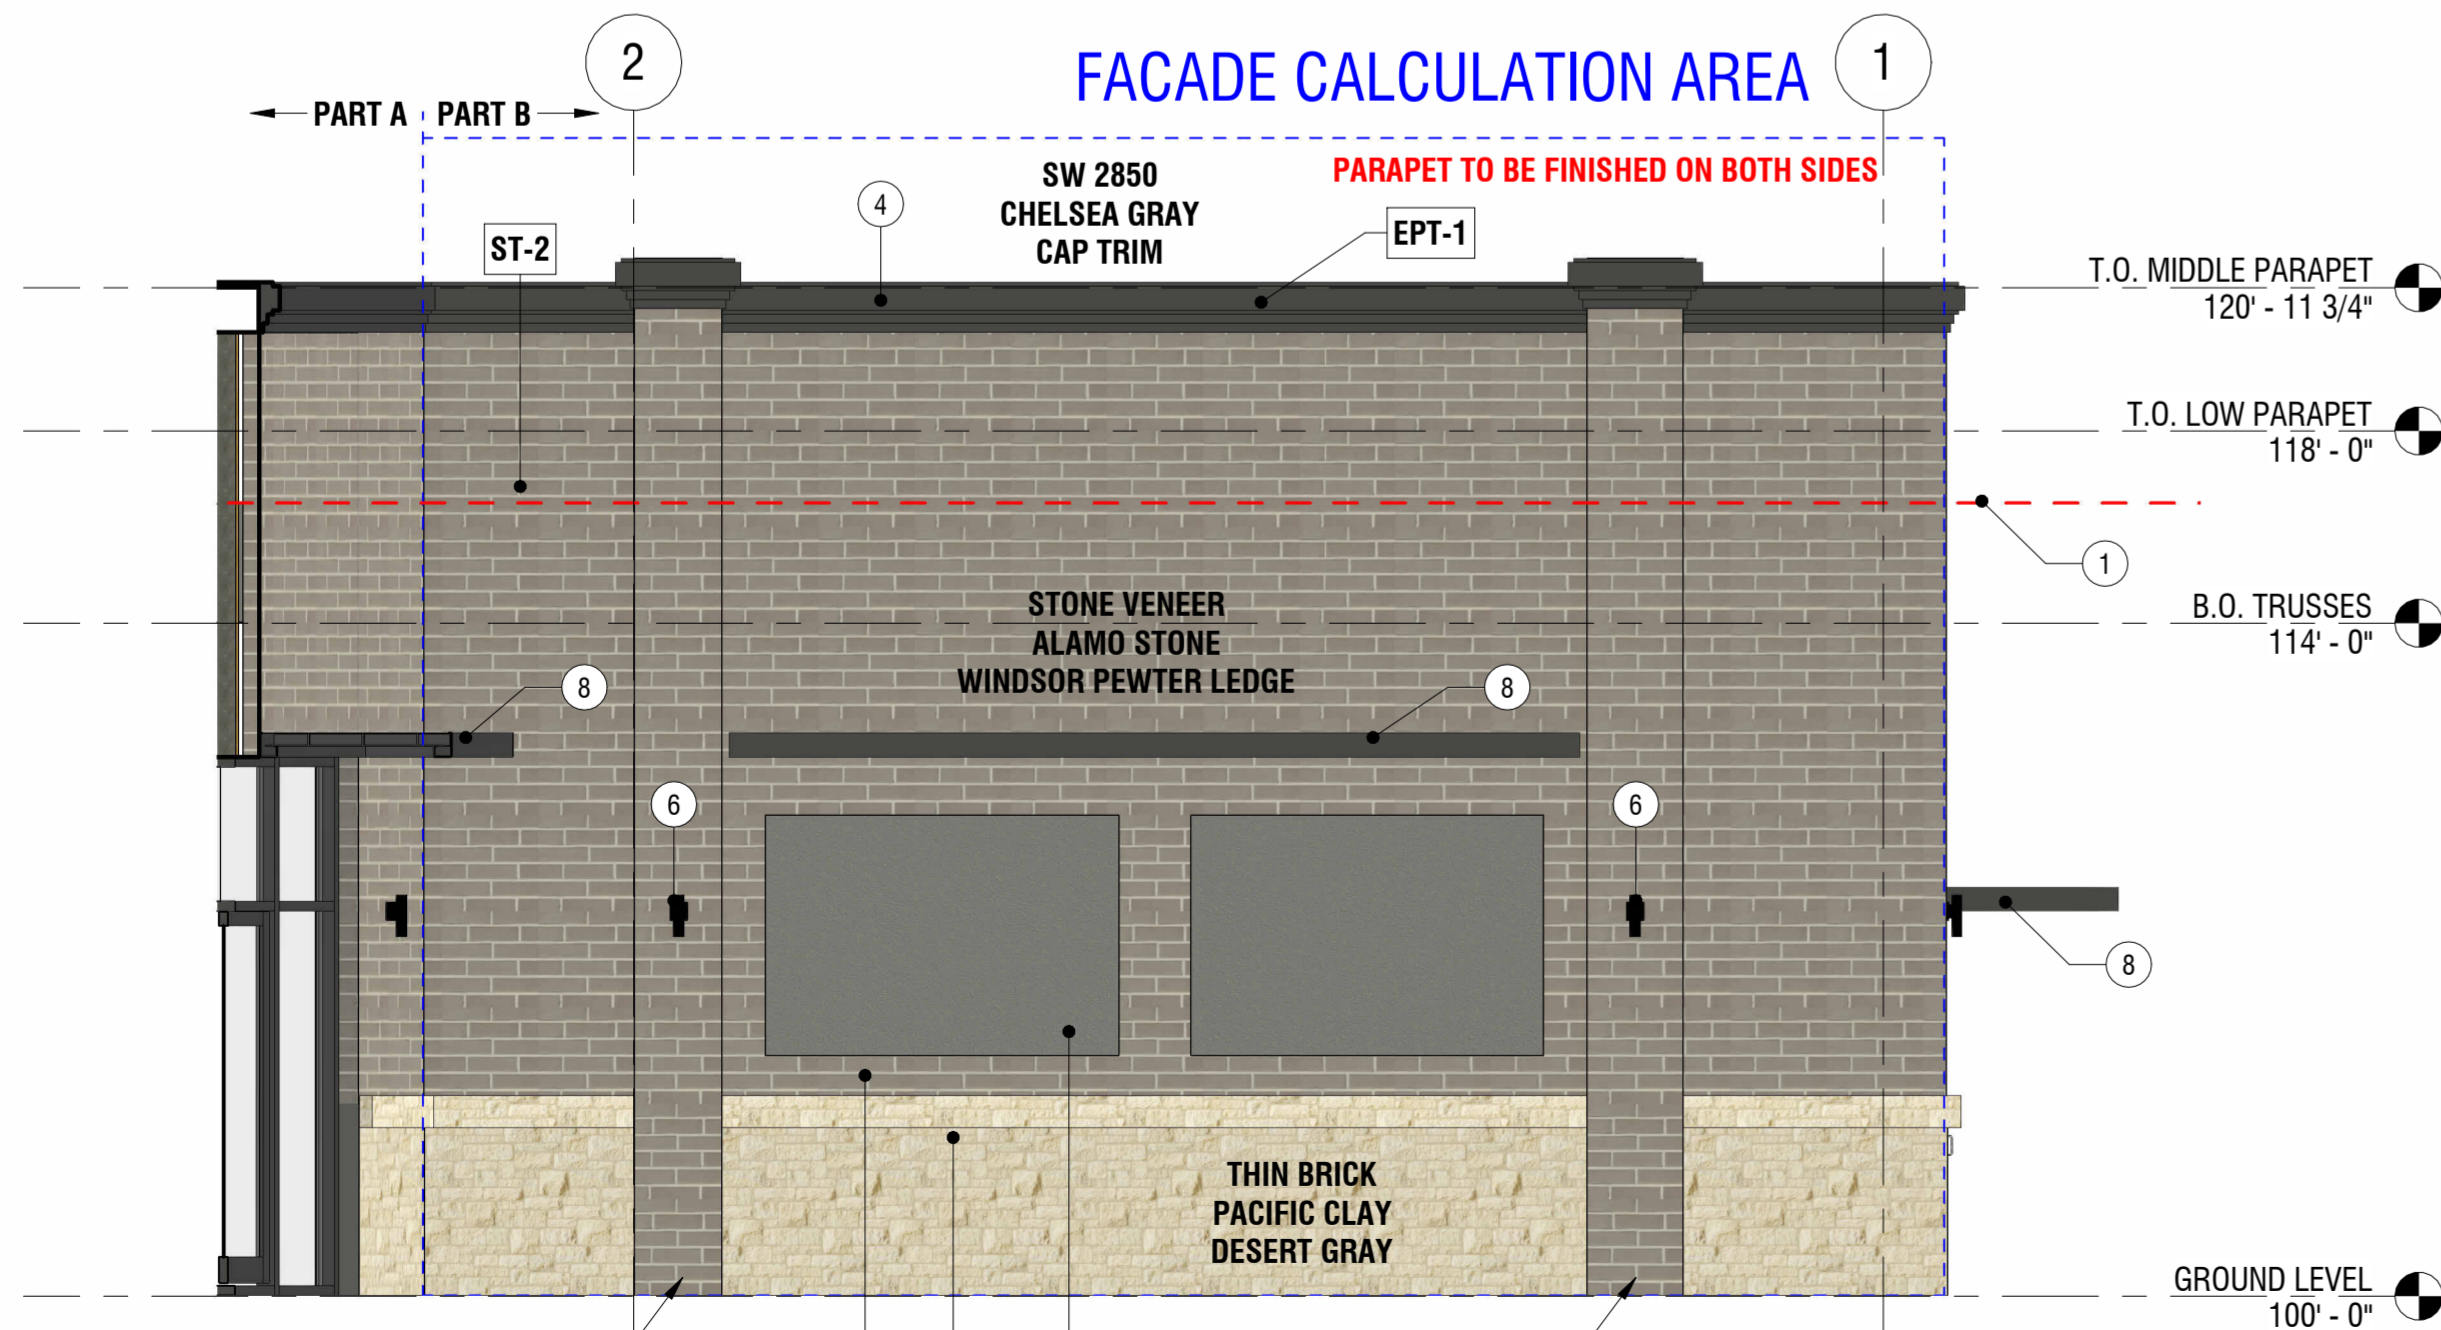 2
FACADE CALCULATION AREA
1
PART A
PART B
SW 2850
CHELSEA GRAY
CAP TRIM
PARAPET TO BE FINISHED ON BOTH SIDES
4
ST-2
EPT-1
T.O. MIDDLE PARAPET
120' - 11 3/4"
T.O. LOW PARAPET
118' - 0"
1
STONE VENEER
ALAMO STONE
WINDSOR PEWTER LEDGE
B.O. TRUSSES
114' - 0"
8
8
6
6
8
THIN BRICK
PACIFIC CLAY
DESERT GRAY
GROUND LEVEL
100' - 0"